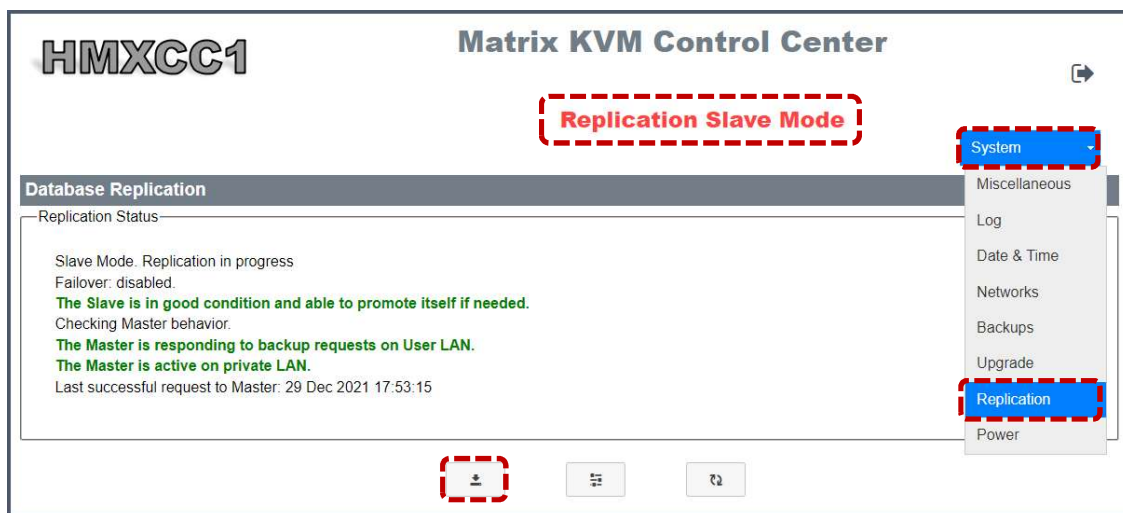 HMXCC1
Matrix KVM Control Center
Replication Slave Mode
System
Miscellaneous
Log
Date & Time
Networks
Backups
Upgrade
Replication
Power
Database Replication
Replication Status
Slave Mode. Replication in progress
Failover: disabled.
The Slave is in good condition and able to promote itself if needed.
Checking Master behavior.
The Master is responding to backup requests on User LAN.
The Master is active on private LAN.
Last successful request to Master: 29 Dec 2021 17:53:15